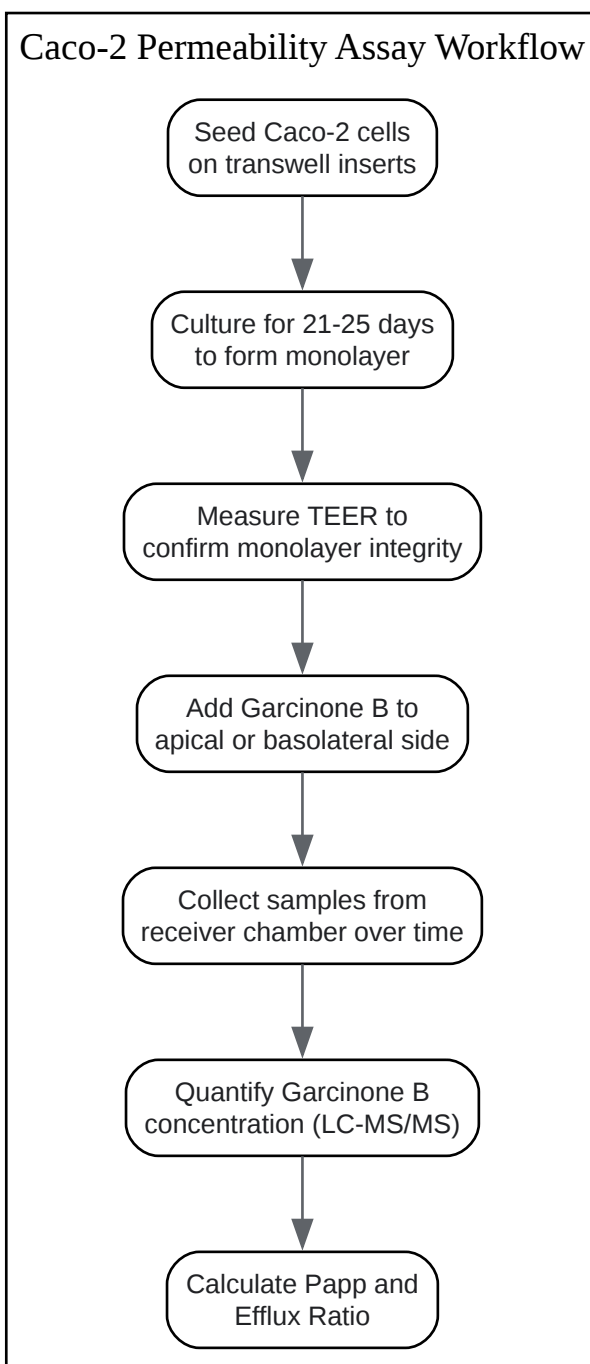 Caco-2 Permeability Assay Workflow
Seed Caco-2 cells
on transwell inserts
Culture for 21-25 days
to form monolayer
Measure TEER to
confirm monolayer integrity
Add Garcinone B to
apical or basolateral side
Collect samples from
receiver chamber over time
Quantify Garcinone B
concentration (LC-MS/MS)
Calculate Papp and
Efflux Ratio